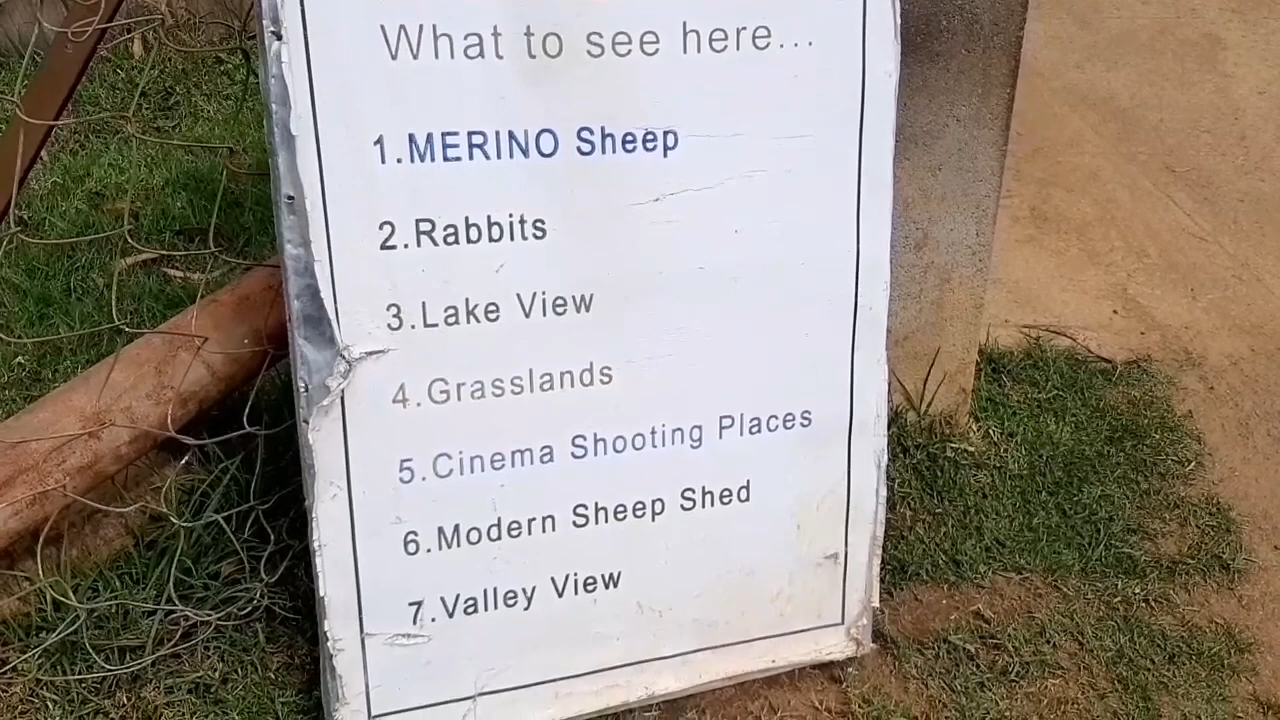 What to see here...
1.MERINO Sheep
2.Rabbits
3.Lake View
4.Grasslands
5.Cinema Shooting Places
6.Modern Sheep Shed
7.Valley View